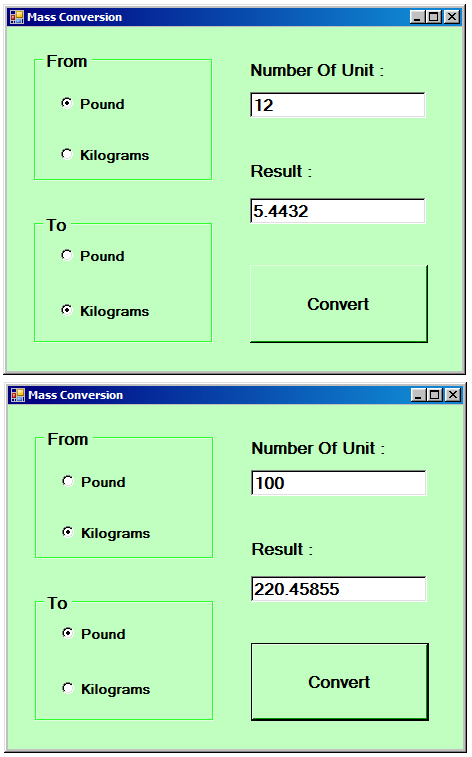 Mass Conversion
From
Number Of Unit :
Pound
12
Kilograms
Result :
5.4432
To
Pound
Kilograms
Convert
Mass Conversion
From
Number Of Unit :
Pound
100
Kilograms
Result :
220.45855
To
Pound
Kilograms
Convert